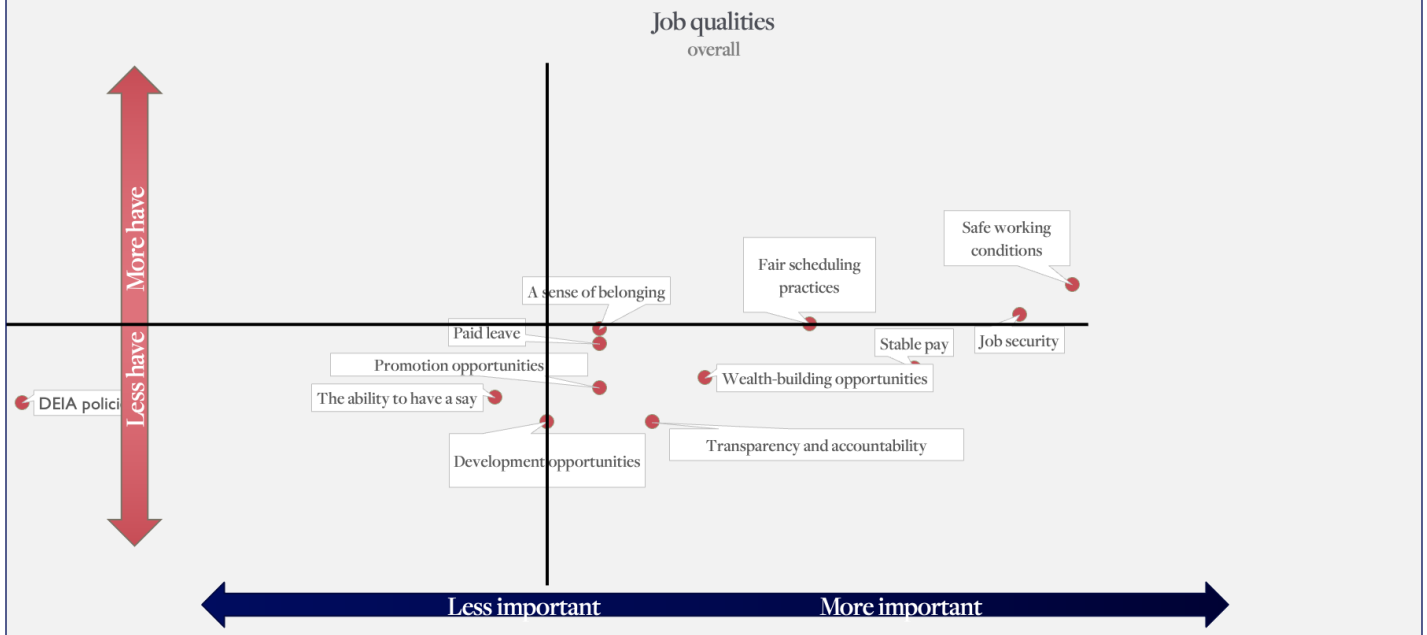 Job qualities
overall
More have
Less have
Safe working
conditions
Fair scheduling
practices
A sense of belonging
Paid leave
Stable pay
Job security
Promotion opportunities
Wealth-building opportunities
The ability to have a say
DEIA polici
Development opportunities
Transparency and accountability
Less important
More important